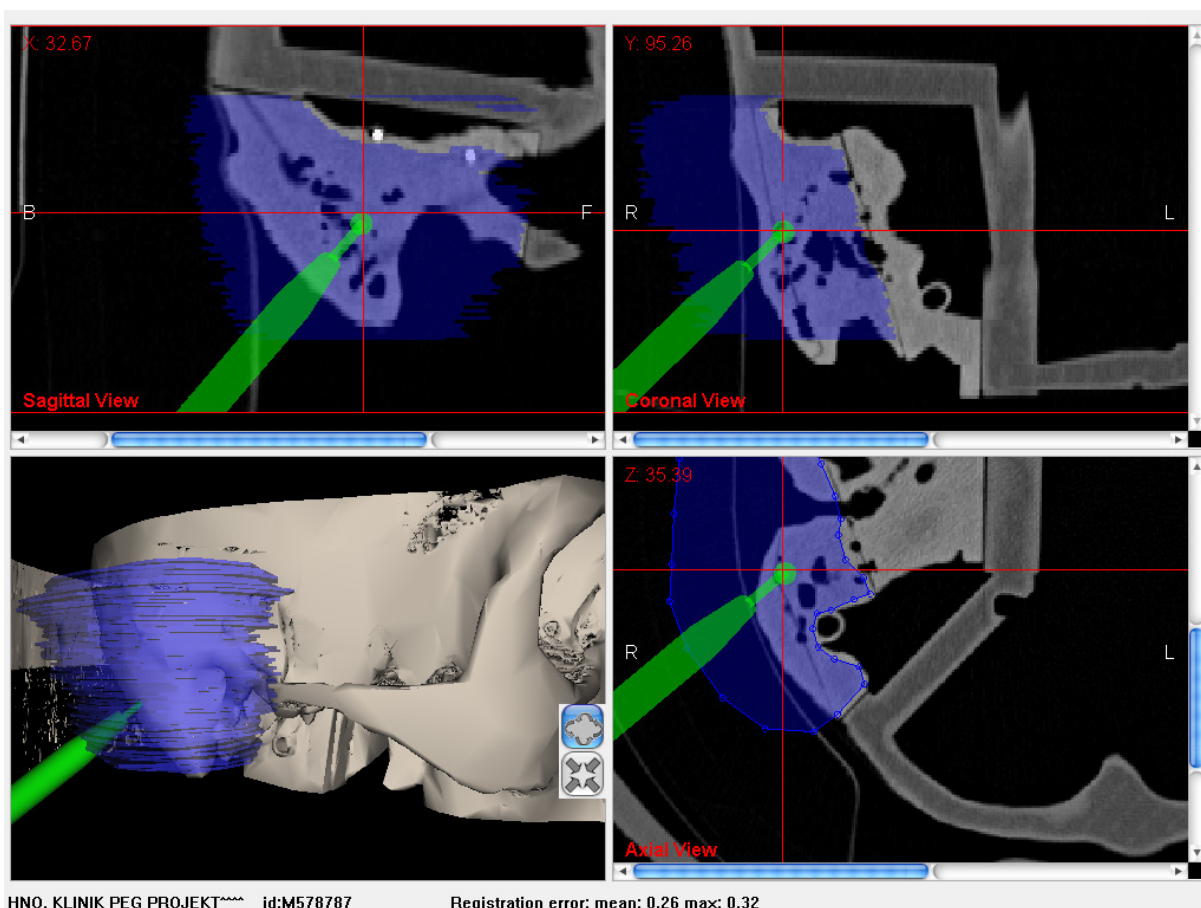 X: 32.67
B
F
Sagittal View
Y: 95.26
R
L
Coronal View
Z: 35.39
R
L
Axial View
HNO, KLINIK PEG PROJEKT^^^^ id:M578787 Registration error: mean: 0.26 max: 0.32